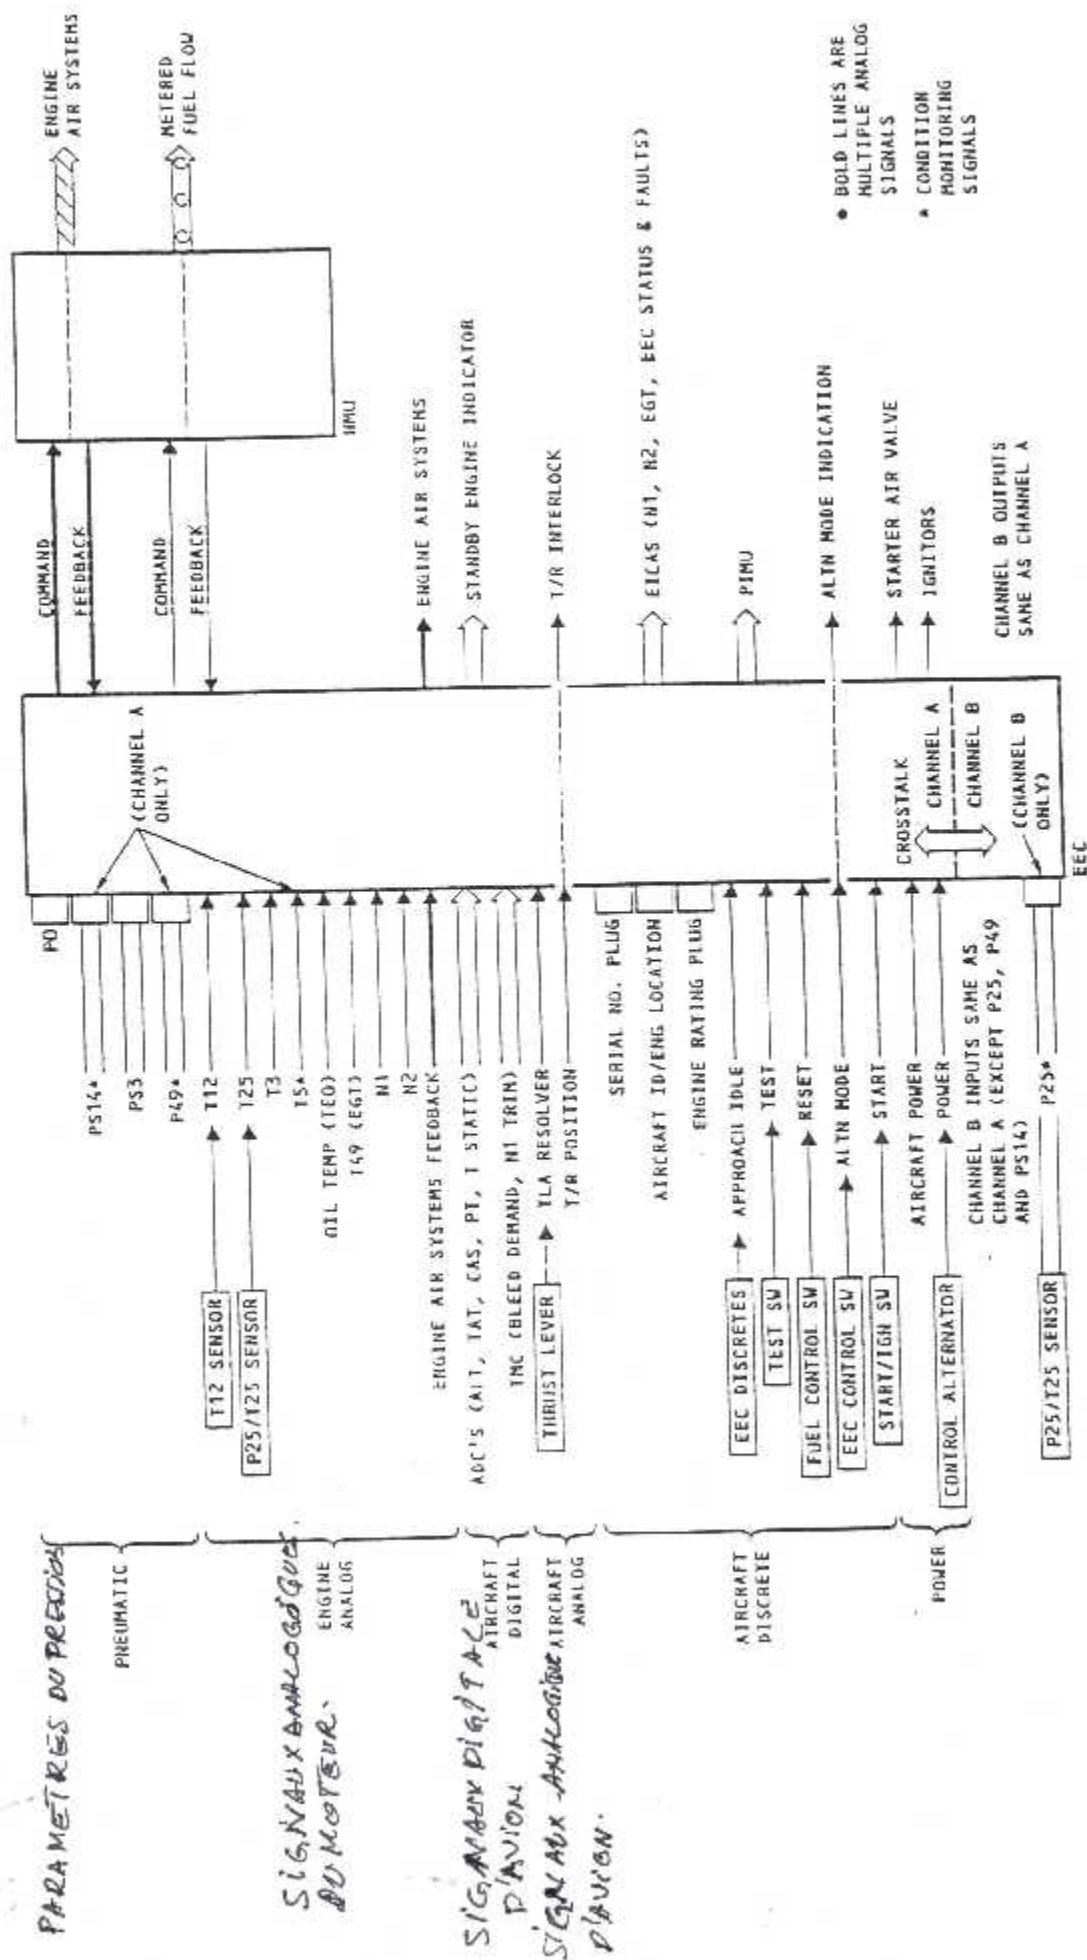 PARAMETRES DU PRESSION
PNEUMATIC
SIGNAUX ANALOGIQUES.
DU MOTEUR.
ENGINE
ANALOG
SIGNAUX DIGITALE
D'AVION
AIRCRAFT
DIGITAL
SIGNAUX ANALOGIQUE
D'AVION.
AIRCRAFT
ANALOG
AIRCRAFT
DISCRETE
POWER
PO
PS14*
PS3
P49*
T12 SENSOR
T12
P25/T25 SENSOR
T25
T3
T5*
OIL TEMP (TEO)
T49 (EGT)
N1
N2
ENGINE AIR SYSTEMS FEEDBACK
ADC'S (ALT, TAT, CAS, PT, T STATIC)
TMC (BLEED DEMAND, N1 TRIM)
THRUST LEVER
TLA RESOLVER
T/R POSITION
SERIAL NO. PLUG
AIRCRAFT ID/ENG LOCATION
ENGINE RATING PLUG
EEC DISCRETES
APPROACH IDLE
TEST SW
TEST
FUEL CONTROL SW
RESET
EEC CONTROL SW
ALTN MODE
START/IGN SW
START
AIRCRAFT POWER
CONTROL ALTERNATOR
POWER
CHANNEL B INPUTS SAME AS
CHANNEL A (EXCEPT P25, P49
AND PS14)
P25/T25 SENSOR
P25*
(CHANNEL A
ONLY)
CROSSTALK
CHANNEL A
CHANNEL B
(CHANNEL B
ONLY)
EEC
COMMAND
FEEDBACK
COMMAND
FEEDBACK
HMU
ENGINE
AIR SYSTEMS
METERED
FUEL FLOW
ENGINE AIR SYSTEMS
STANDBY ENGINE INDICATOR
T/R INTERLOCK
EICAS (N1, N2, EGT, EEC STATUS & FAULTS)
PIMU
ALTN MODE INDICATION
STARTER AIR VALVE
IGNITORS
CHANNEL B OUTPUTS
SAME AS CHANNEL A
● BOLD LINES ARE
MULTIPLE ANALOG
SIGNALS
* CONDITION
MONITORING
SIGNALS